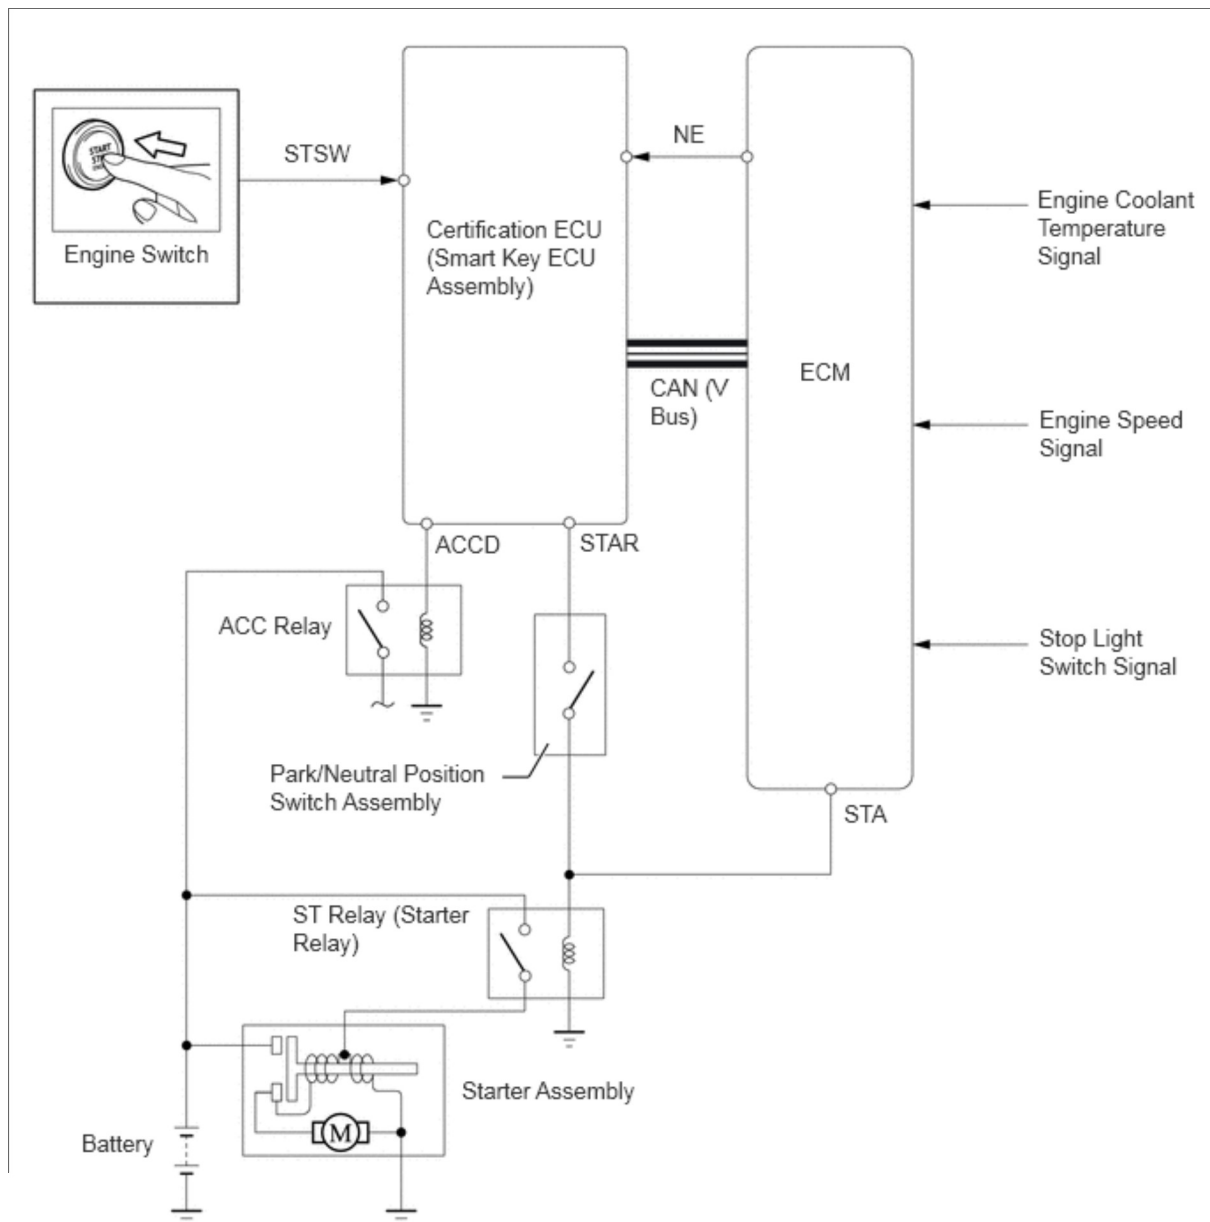 NE
START
STSW
Engine Coolant
Temperature
Signal
Certification ECU
(Smart Key ECU
Assembly)
Engine Switch
ECM
CAN (V
Bus)
Engine Speed
Signal
ACCD
STAR
ACC Relay
Stop Light
Switch Signal
Park/Neutral Position
Switch Assembly
STA
ST Relay (Starter
Relay)
Starter Assembly
M
Battery